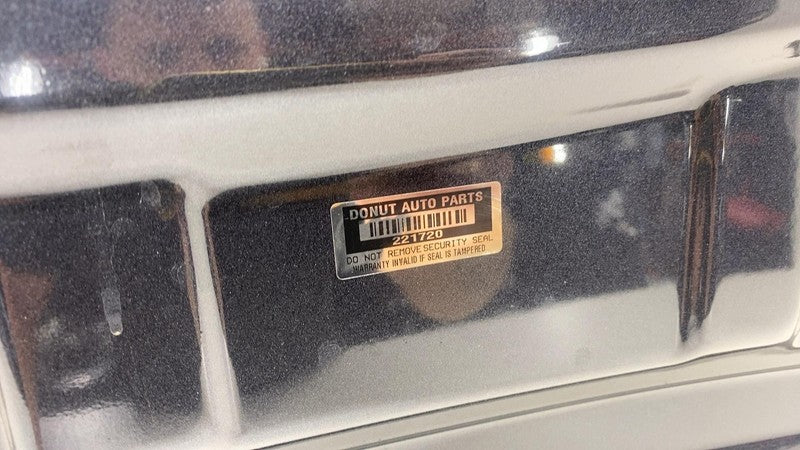 DONUT AUTO PARTS
221720
DO NOT REMOVE SECURITY SEAL
WARRANTY INVALID IF SEAL IS TAMPERED